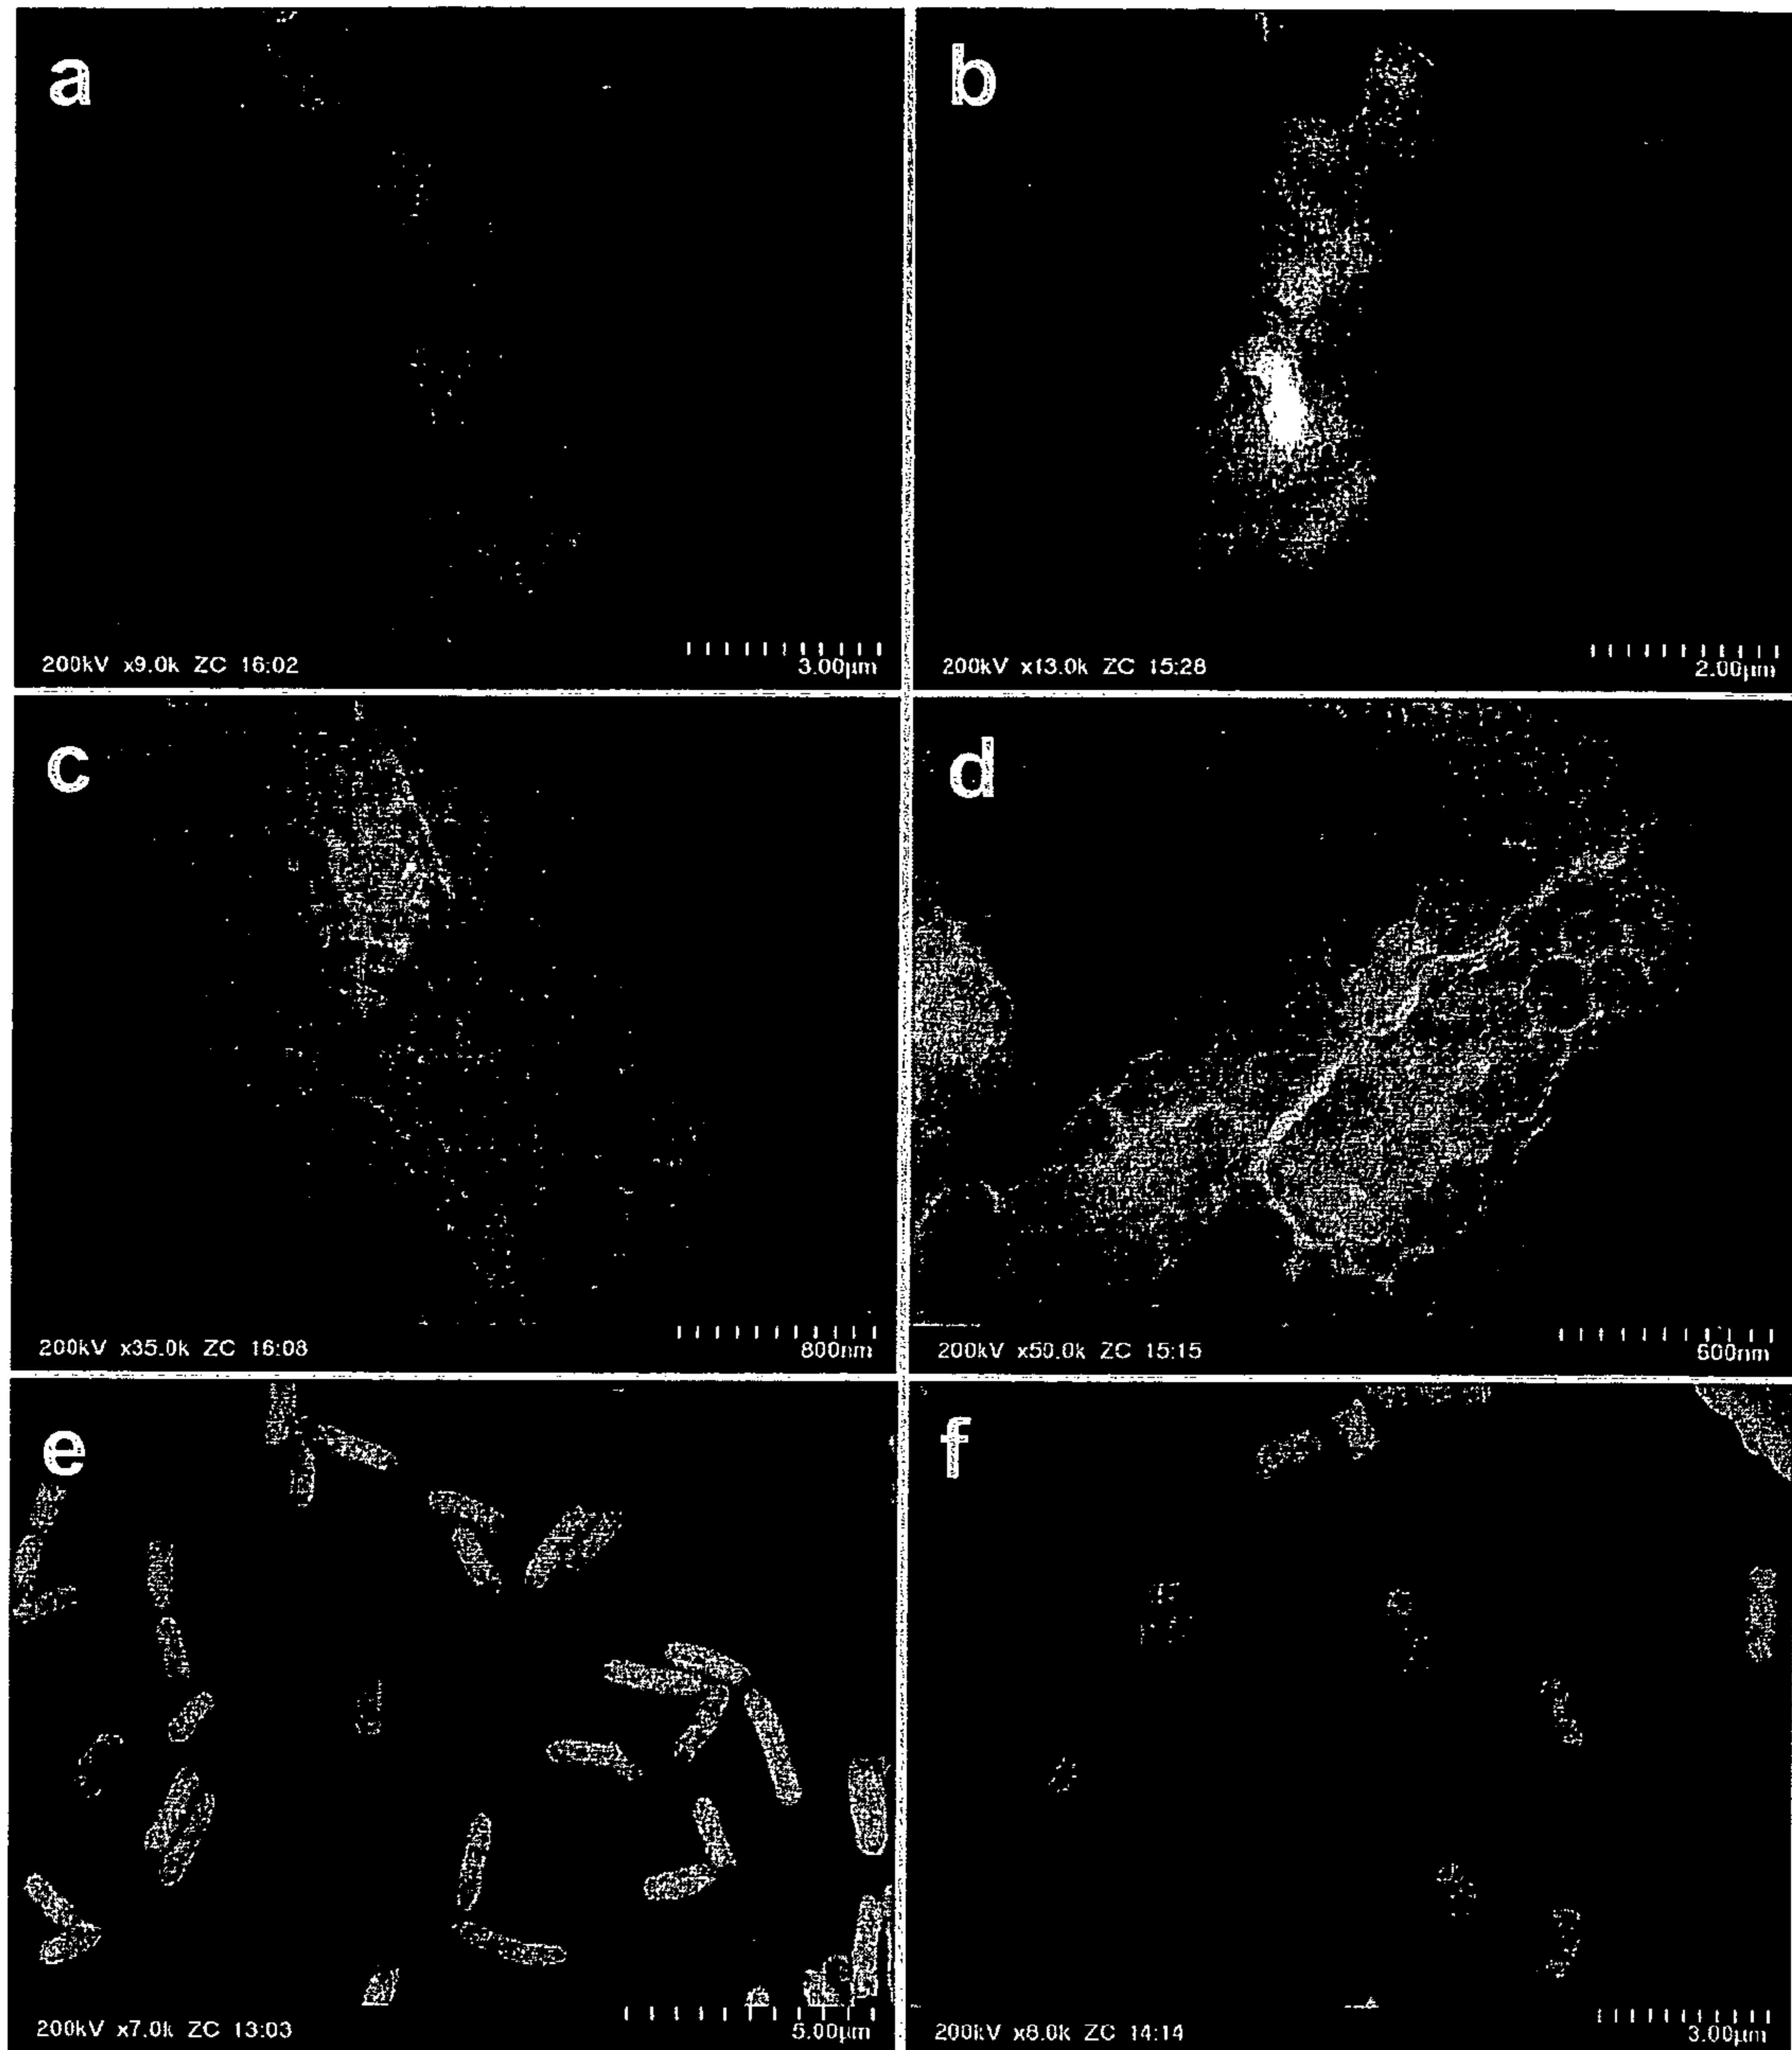 a
b
200kV x9.0k ZC 16:02
3.00µm
200kV x13.0k ZC 15:28
2.00µm
c
d
200kV x35.0k ZC 16:08
800nm
200kV x50.0k ZC 15:15
600nm
e
f
200kV x7.0k ZC 13:03
5.00µm
200kV x8.0k ZC 14:14
3.00µm